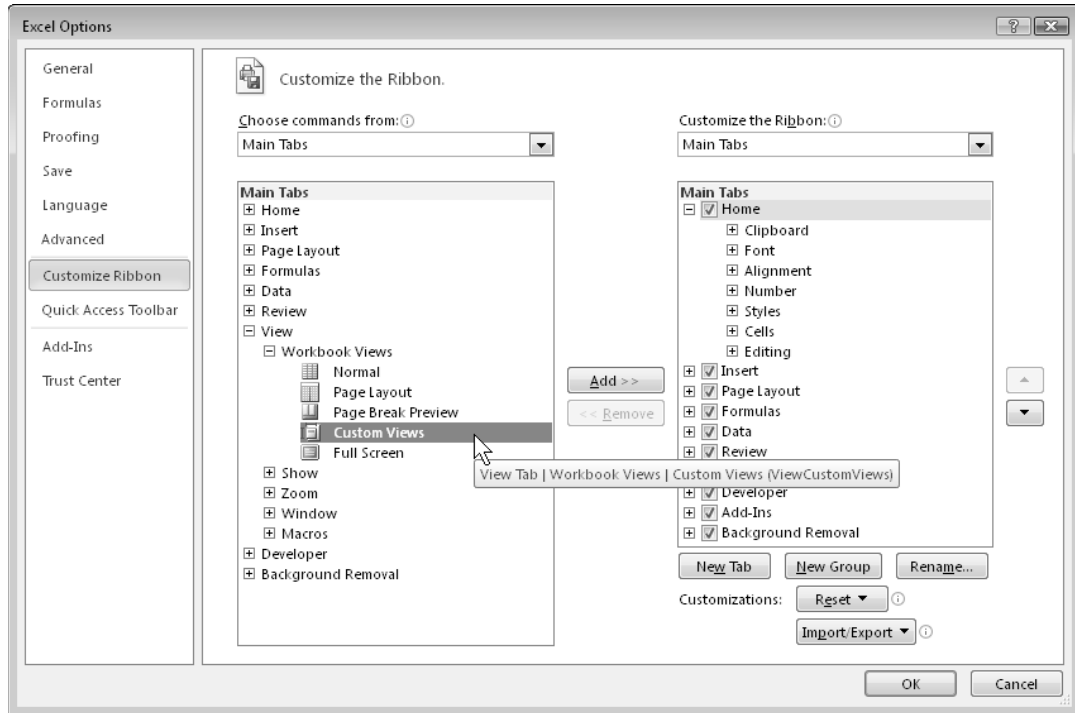 Excel Options
General
Formulas
Proofing
Save
Language
Advanced
Customize Ribbon
Quick Access Toolbar
Add-Ins
Trust Center
Customize the Ribbon.
Choose commands from:
Main Tabs
Main Tabs
Home
Insert
Page Layout
Formulas
Data
Review
View
Workbook Views
Normal
Page Layout
Page Break Preview
Custom Views
Full Screen
Show
Zoom
Window
Macros
Developer
Background Removal
Add >>
<< Remove
Customize the Ribbon:
Main Tabs
Main Tabs
Home
Clipboard
Font
Alignment
Number
Styles
Cells
Editing
Insert
Page Layout
Formulas
Data
Review
View Tab | Workbook Views | Custom Views (ViewCustomViews)
Developer
Add-Ins
Background Removal
New Tab
New Group
Rename...
Customizations:
Reset
Import/Export
OK
Cancel